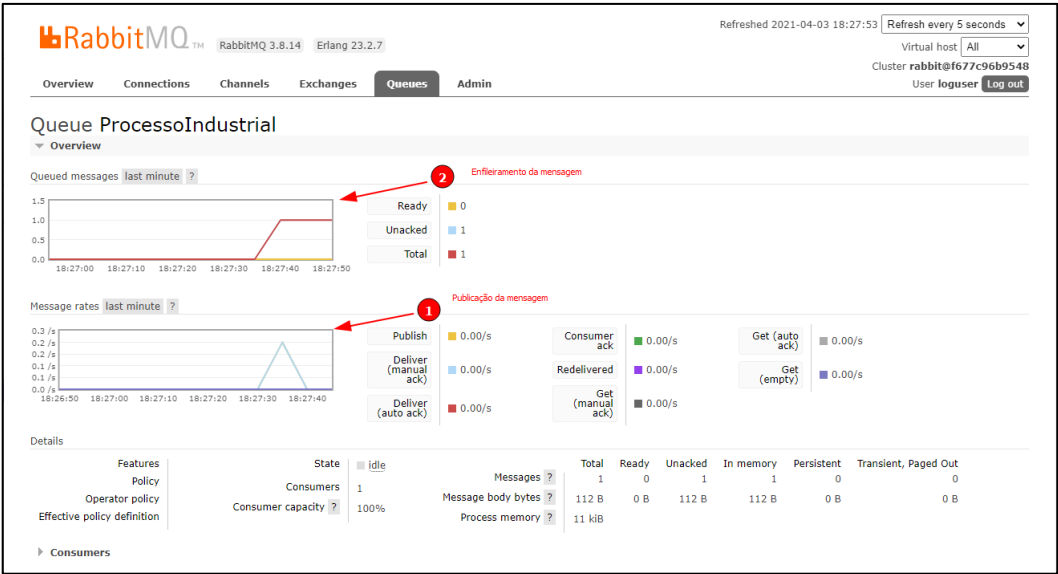 RabbitMQ TM RabbitMQ 3.8.14 Erlang 23.2.7
Refreshed 2021-04-03 18:27:53 Refresh every 5 seconds
Virtual host All
Cluster rabbit@f677c96b9548
User loguser Log out
Overview Connections Channels Exchanges Queues Admin
Queue ProcessoIndustrial
Overview
Queued messages last minute ?
2 Enfileiramento da mensagem
1.5
1.0
0.5
0.0
18:27:00 18:27:10 18:27:20 18:27:30 18:27:40 18:27:50
Ready 0
Unacked 1
Total 1
Message rates last minute ?
1 Publicação da mensagem
0.3 /s
0.2 /s
0.2 /s
0.1 /s
0.1 /s
0.0 /s
18:26:50 18:27:00 18:27:10 18:27:20 18:27:30 18:27:40
Publish 0.00/s
Deliver
(manual
ack) 0.00/s
Deliver
(auto ack) 0.00/s
Consumer
ack 0.00/s
Redelivered 0.00/s
Get
(manual
ack) 0.00/s
Get (auto
ack) 0.00/s
Get
(empty) 0.00/s
Details
Features
Policy
Operator policy
Effective policy definition
State idle
Consumers 1
Consumer capacity ? 100%
Total Ready Unacked In memory Persistent Transient, Paged Out
Messages ? 1 0 1 1 0 0
Message body bytes ? 112 B 0 B 112 B 112 B 0 B 0 B
Process memory ? 11 kiB
Consumers